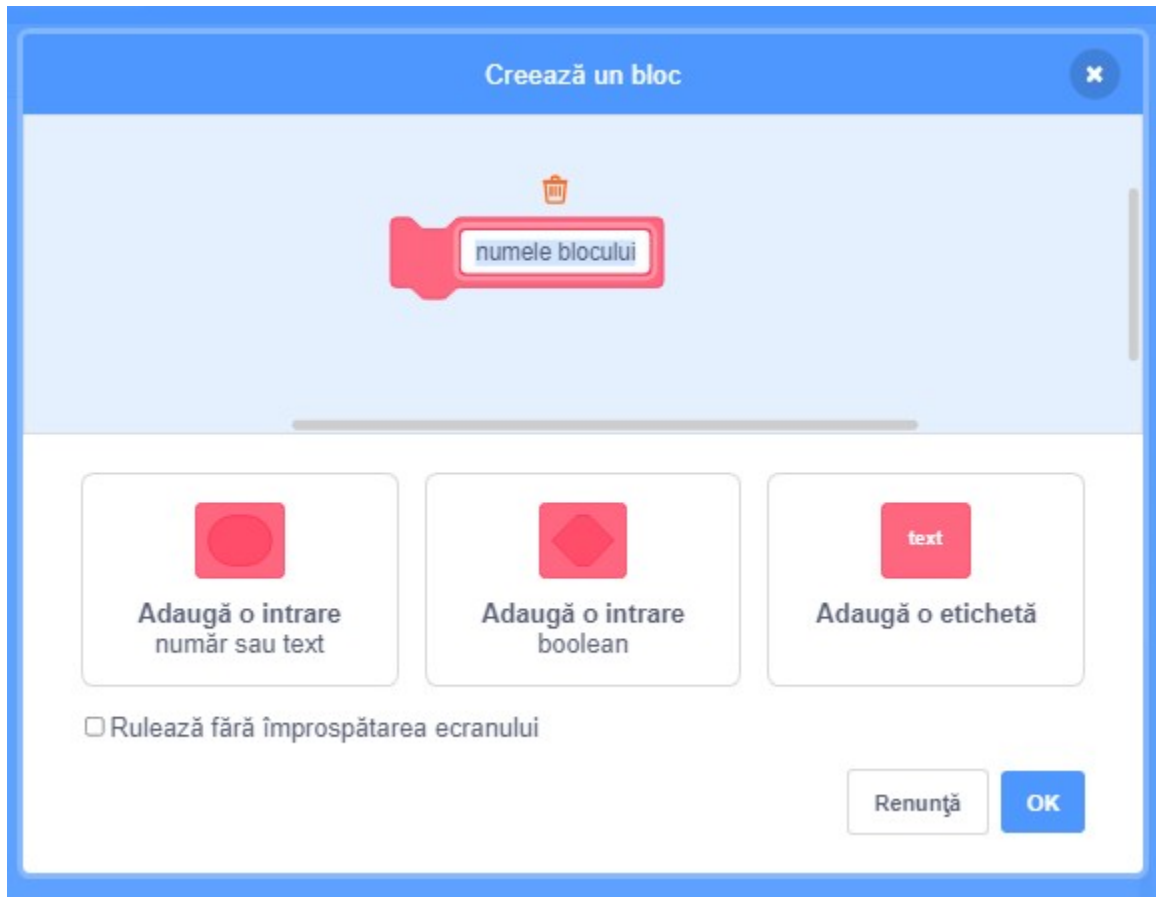 Creează un bloc
numele blocului
text
Adaugă o intrare
număr sau text
Adaugă o intrare
boolean
Adaugă o etichetă
Rulează fără împrospătarea ecranului
Renunţă
OK